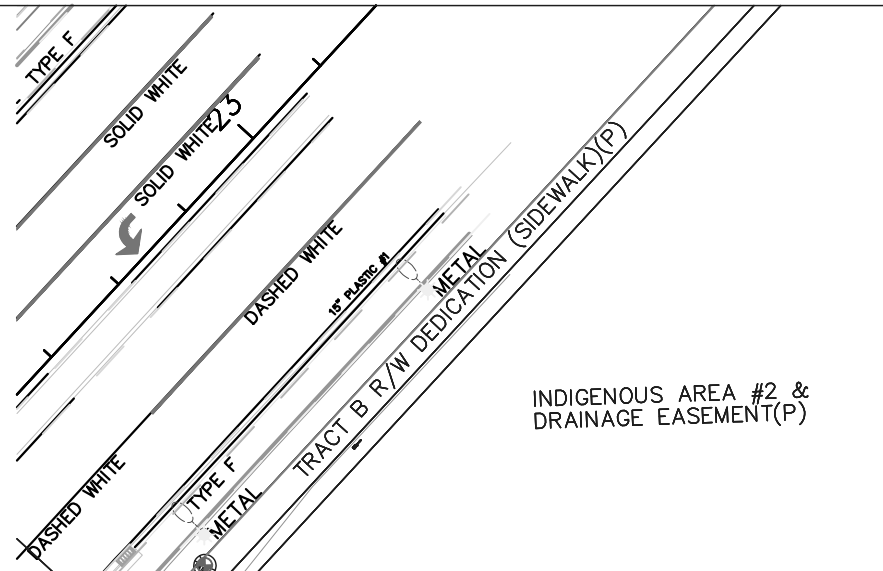 TYPE F
SOLID WHITE
SOLID WHITE
23
DASHED WHITE
15" PLASTIC #1
METAL
TRACT B R/W DEDICATION (SIDEWALK)(P)
INDIGENOUS AREA #2 &
DRAINAGE EASEMENT(P)
DASHED WHITE
TYPE F
METAL